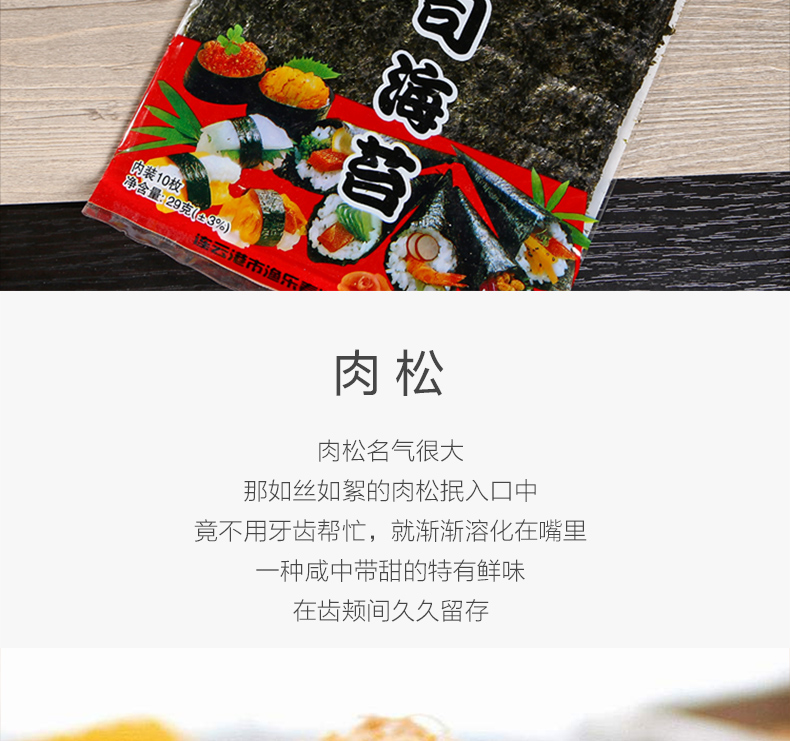 司海苔
内装10枚
净含量: 29克(±3%)
连云港市渔乐
肉松
肉松名气很大
那如丝如絮的肉松抿入口中
竟不用牙齿帮忙，就渐渐溶化在嘴里
一种咸中带甜的特有鲜味
在齿颊间久久留存